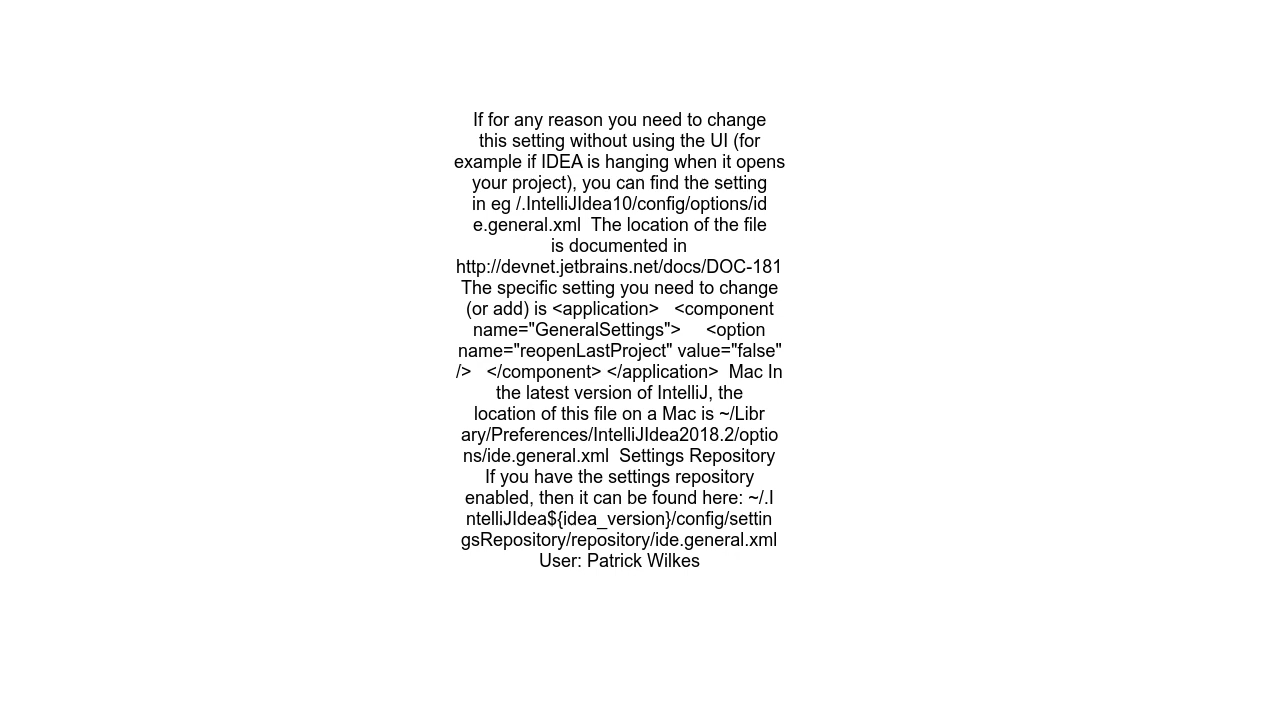 If for any reason you need to change
this setting without using the UI (for
example if IDEA is hanging when it opens
your project), you can find the setting
in eg /.IntelliJIdea10/config/options/id
e.general.xml  The location of the file
is documented in
http://devnet.jetbrains.net/docs/DOC-181
The specific setting you need to change
(or add) is <application>   <component
name="GeneralSettings">     <option
name="reopenLastProject" value="false"
/>   </component> </application>  Mac In
the latest version of IntelliJ, the
location of this file on a Mac is ~/Libr
ary/Preferences/IntelliJIdea2018.2/optio
ns/ide.general.xml  Settings Repository
If you have the settings repository
enabled, then it can be found here: ~/.I
ntelliJIdea${idea_version}/config/settin
gsRepository/repository/ide.general.xml
User: Patrick Wilkes